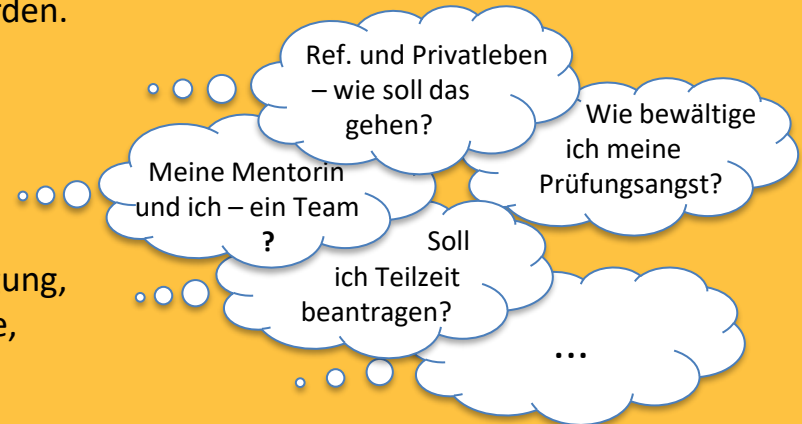 rden.
Ref. und Privatleben
– wie soll das
gehen?
Wie bewältige
ich meine
Prüfungsangst?
Meine Mentorin
und ich – ein Team
?
Soll
ich Teilzeit
beantragen?
rung,
e,
...